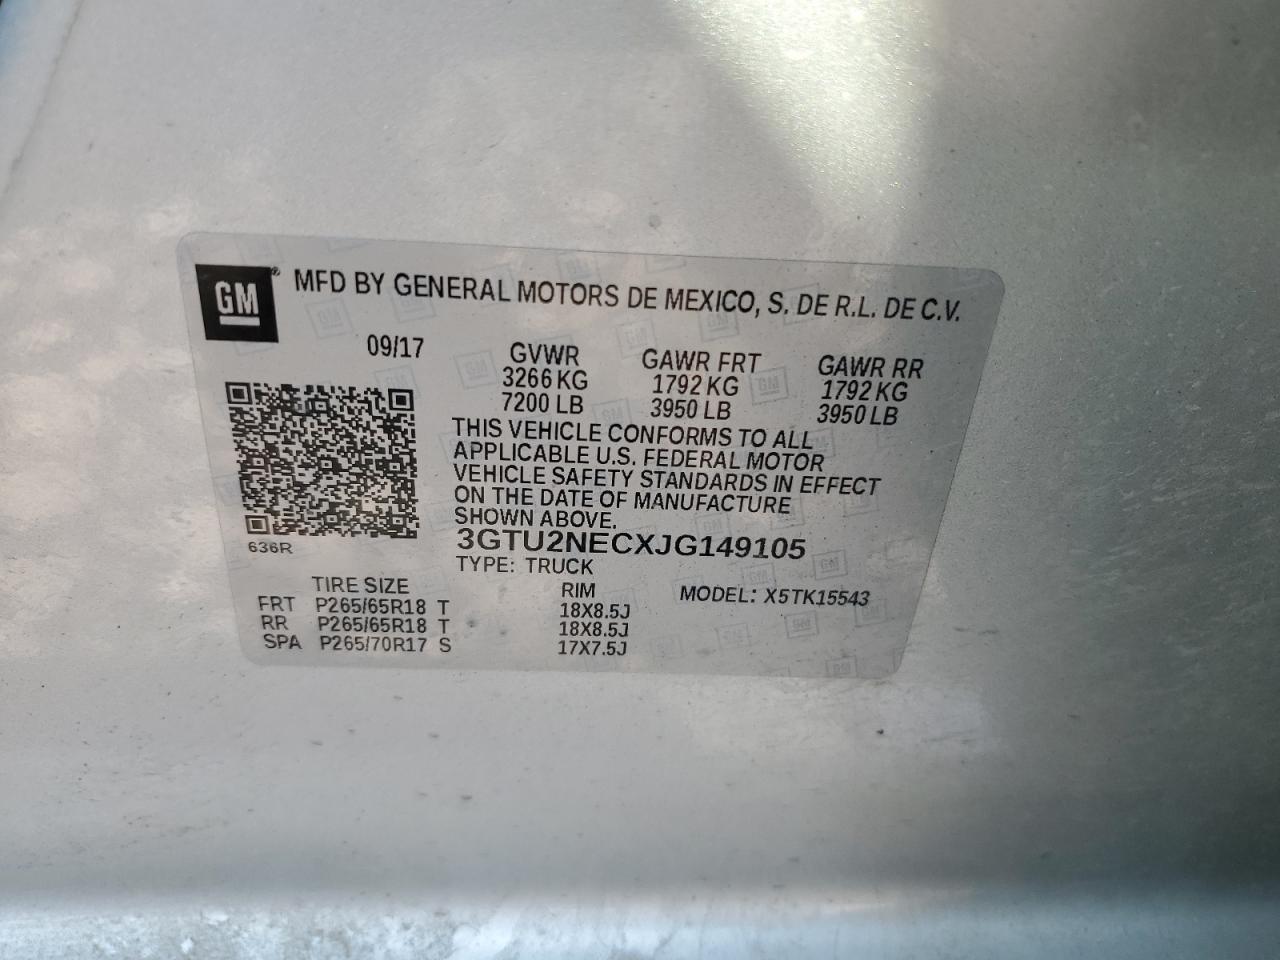 GM® MFD BY GENERAL MOTORS DE MEXICO, S. DE R.L. DE C.V.
09/17 GVWR GAWR FRT GAWR RR
3266 KG 1792 KG 1792 KG
7200 LB 3950 LB 3950 LB
THIS VEHICLE CONFORMS TO ALL
APPLICABLE U.S. FEDERAL MOTOR
VEHICLE SAFETY STANDARDS IN EFFECT
ON THE DATE OF MANUFACTURE
SHOWN ABOVE.
3GTU2NECXJG149105
636R TYPE: TRUCK
TIRE SIZE RIM MODEL: X5TK15543
FRT P265/65R18 T 18X8.5J
RR P265/65R18 T 18X8.5J
SPA P265/70R17 S 17X7.5J